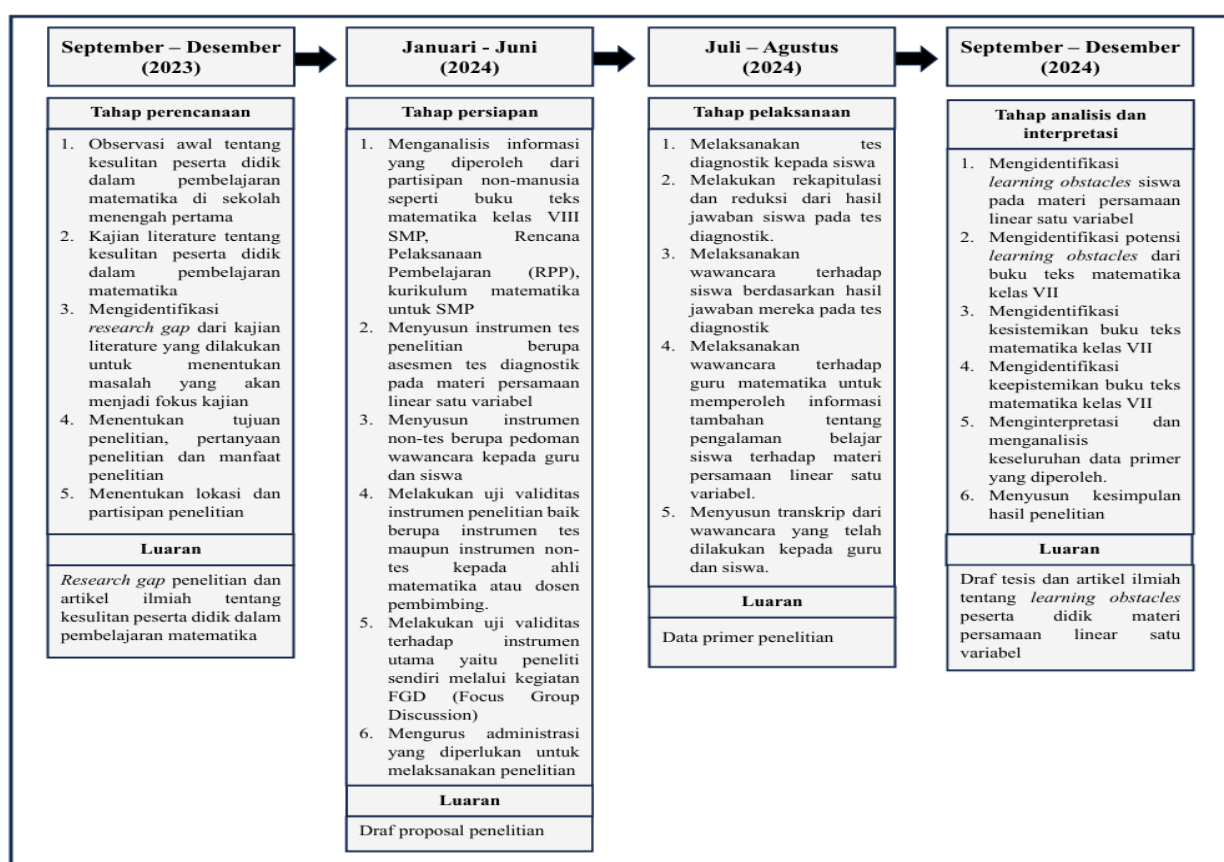 September – Desember
(2023)
Januari - Juni
(2024)
Juli – Agustus
(2024)
September – Desember
(2024)
Tahap perencanaan
1. Observasi awal tentang
kesulitan peserta didik
dalam pembelajaran
matematika di sekolah
menengah pertama
2. Kajian literature tentang
kesulitan peserta didik
dalam pembelajaran
matematika
3. Mengidentifikasi
research gap dari kajian
literature yang dilakukan
untuk menentukan
masalah yang akan
menjadi fokus kajian
4. Menentukan tujuan
penelitian, pertanyaan
penelitian dan manfaat
penelitian
5. Menentukan lokasi dan
partisipan penelitian
Luaran
Research gap penelitian dan
artikel ilmiah tentang
kesulitan peserta didik dalam
pembelajaran matematika
Tahap persiapan
1. Menganalisis informasi
yang diperoleh dari
partisipan non-manusia
seperti buku teks
matematika kelas VIII
SMP, Rencana
Pelaksanaan
Pembelajaran (RPP),
kurikulum matematika
untuk SMP
2. Menyusun instrumen tes
penelitian berupa
asesmen tes diagnostik
pada materi persamaan
linear satu variabel
3. Menyusun instrumen
non-tes berupa pedoman
wawancara kepada guru
dan siswa
4. Melakukan uji validitas
instrumen penelitian baik
berupa instrumen tes
maupun instrumen non-
tes kepada ahli
matematika atau dosen
pembimbing.
5. Melakukan uji validitas
terhadap instrumen
utama yaitu peneliti
sendiri melalui kegiatan
FGD (Focus Group
Discussion)
6. Mengurus administrasi
yang diperlukan untuk
melaksanakan penelitian
Luaran
Draf proposal penelitian
Tahap pelaksanaan
1. Melaksanakan tes
diagnostik kepada siswa
2. Melakukan rekapitulasi
dan reduksi dari hasil
jawaban siswa pada tes
diagnostik.
3. Melaksanakan
wawancara terhadap
siswa berdasarkan hasil
jawaban mereka pada tes
diagnostik
4. Melaksanakan
wawancara terhadap
guru matematika untuk
memperoleh informasi
tambahan tentang
pengalaman belajar
siswa terhadap materi
persamaan linear satu
variabel.
5. Menyusun transkrip dari
wawancara yang telah
dilakukan kepada guru
dan siswa.
Luaran
Data primer penelitian
Tahap analisis dan
interpretasi
1. Mengidentifikasi
learning obstacles siswa
pada materi persamaan
linear satu variabel
2. Mengidentifikasi potensi
learning obstacles dari
buku teks matematika
kelas VII
3. Mengidentifikasi
kesistemikan buku teks
matematika kelas VII
4. Mengidentifikasi
keepistemikan buku teks
matematika kelas VII
5. Menginterpretasi dan
menganalisis
keseluruhan data primer
yang diperoleh.
6. Menyusun kesimpulan
hasil penelitian
Luaran
Draf tesis dan artikel ilmiah
tentang learning obstacles
peserta didik materi
persamaan linear satu
variabel